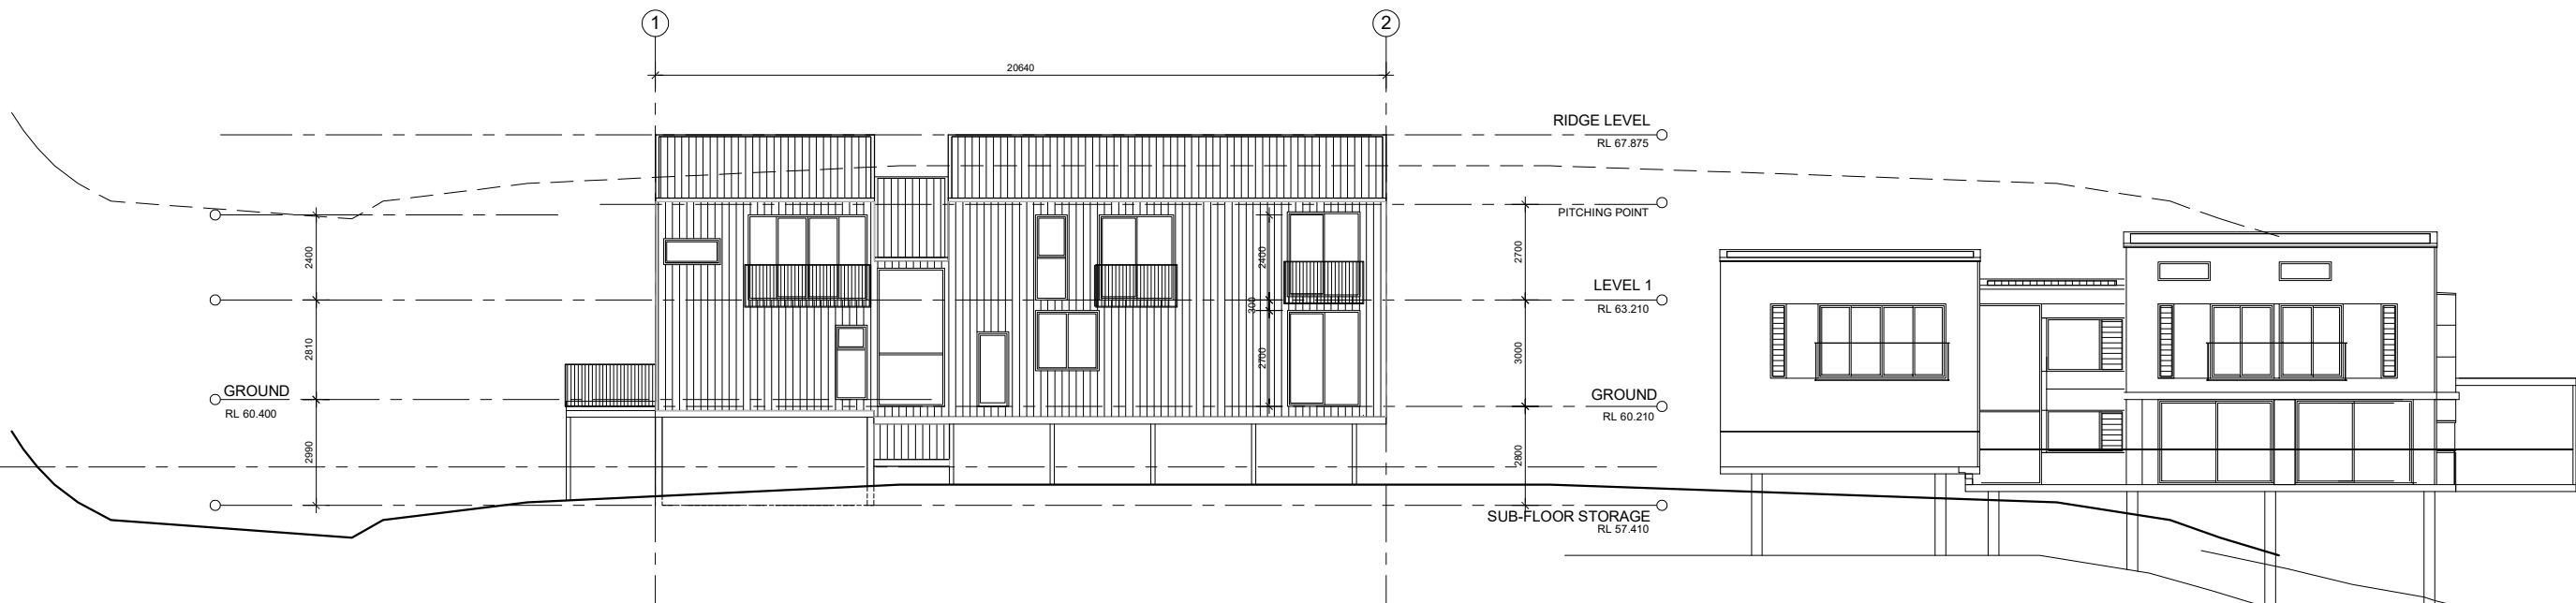 1
2
20640
RIDGE LEVEL
RL 67.875
PITCHING POINT
2400
2400
2700
LEVEL 1
RL 63.210
300
2810
2700
3000
GROUND
RL 60.400
GROUND
RL 60.210
2990
2800
SUB-FLOOR STORAGE
RL 57.410